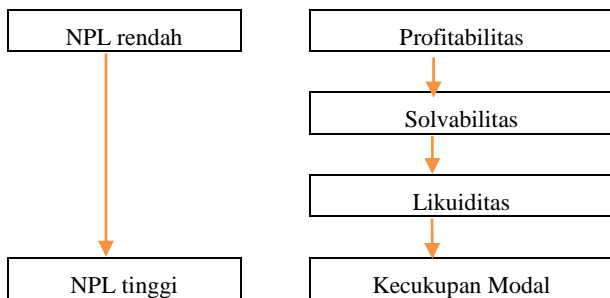 NPL rendah
Profitabilitas
Solvabilitas
Likuiditas
NPL tinggi
Kecukupan Modal